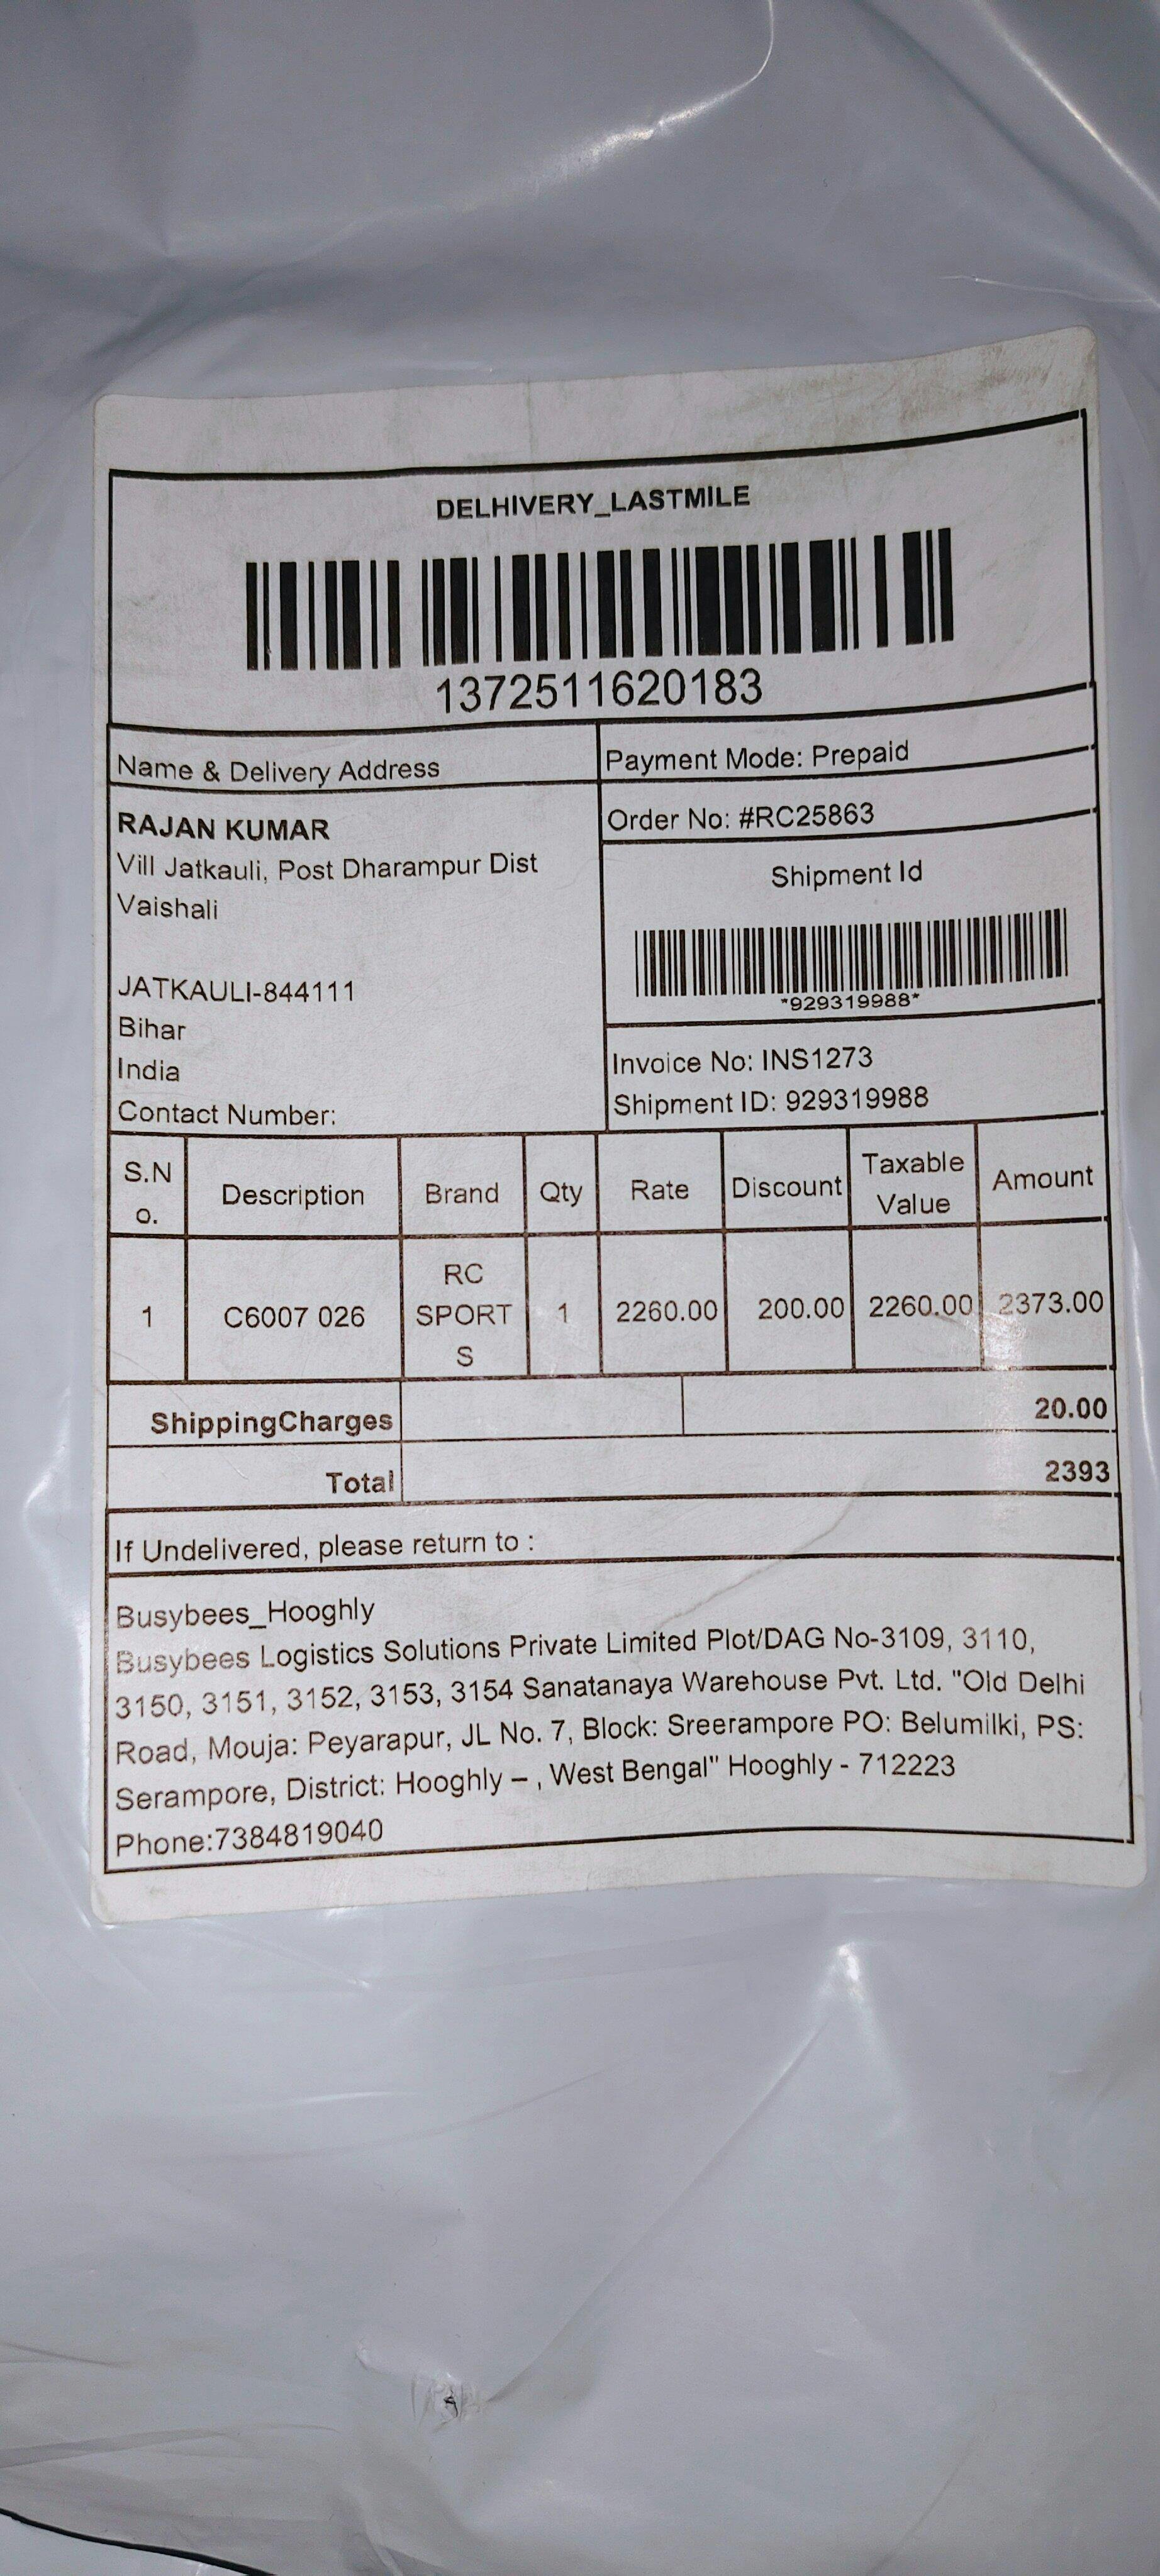 DELHIVERY_LASTMILE
1372511620183
Name & Delivery Address
Payment Mode: Prepaid
RAJAN KUMAR
Vill Jatkauli, Post Dharampur Dist
Vaishali
JATKAULI-844111
Bihar
India
Contact Number:
Order No: #RC25863
Shipment Id
*929319988*
Invoice No: INS1273
Shipment ID: 929319988
S.N
o.
Description
Brand
Qty
Rate
Discount
Taxable
Value
Amount
1
C6007 026
RC
SPORT
S
1
2260.00
200.00
2260.00
2373.00
ShippingCharges
20.00
Total
2393
If Undelivered, please return to :
Busybees_Hooghly
Busybees Logistics Solutions Private Limited Plot/DAG No-3109, 3110,
3150, 3151, 3152, 3153, 3154 Sanatanaya Warehouse Pvt. Ltd. "Old Delhi
Road, Mouja: Peyarapur, JL No. 7, Block: Sreerampore PO: Belumilki, PS:
Serampore, District: Hooghly – , West Bengal" Hooghly - 712223
Phone:7384819040